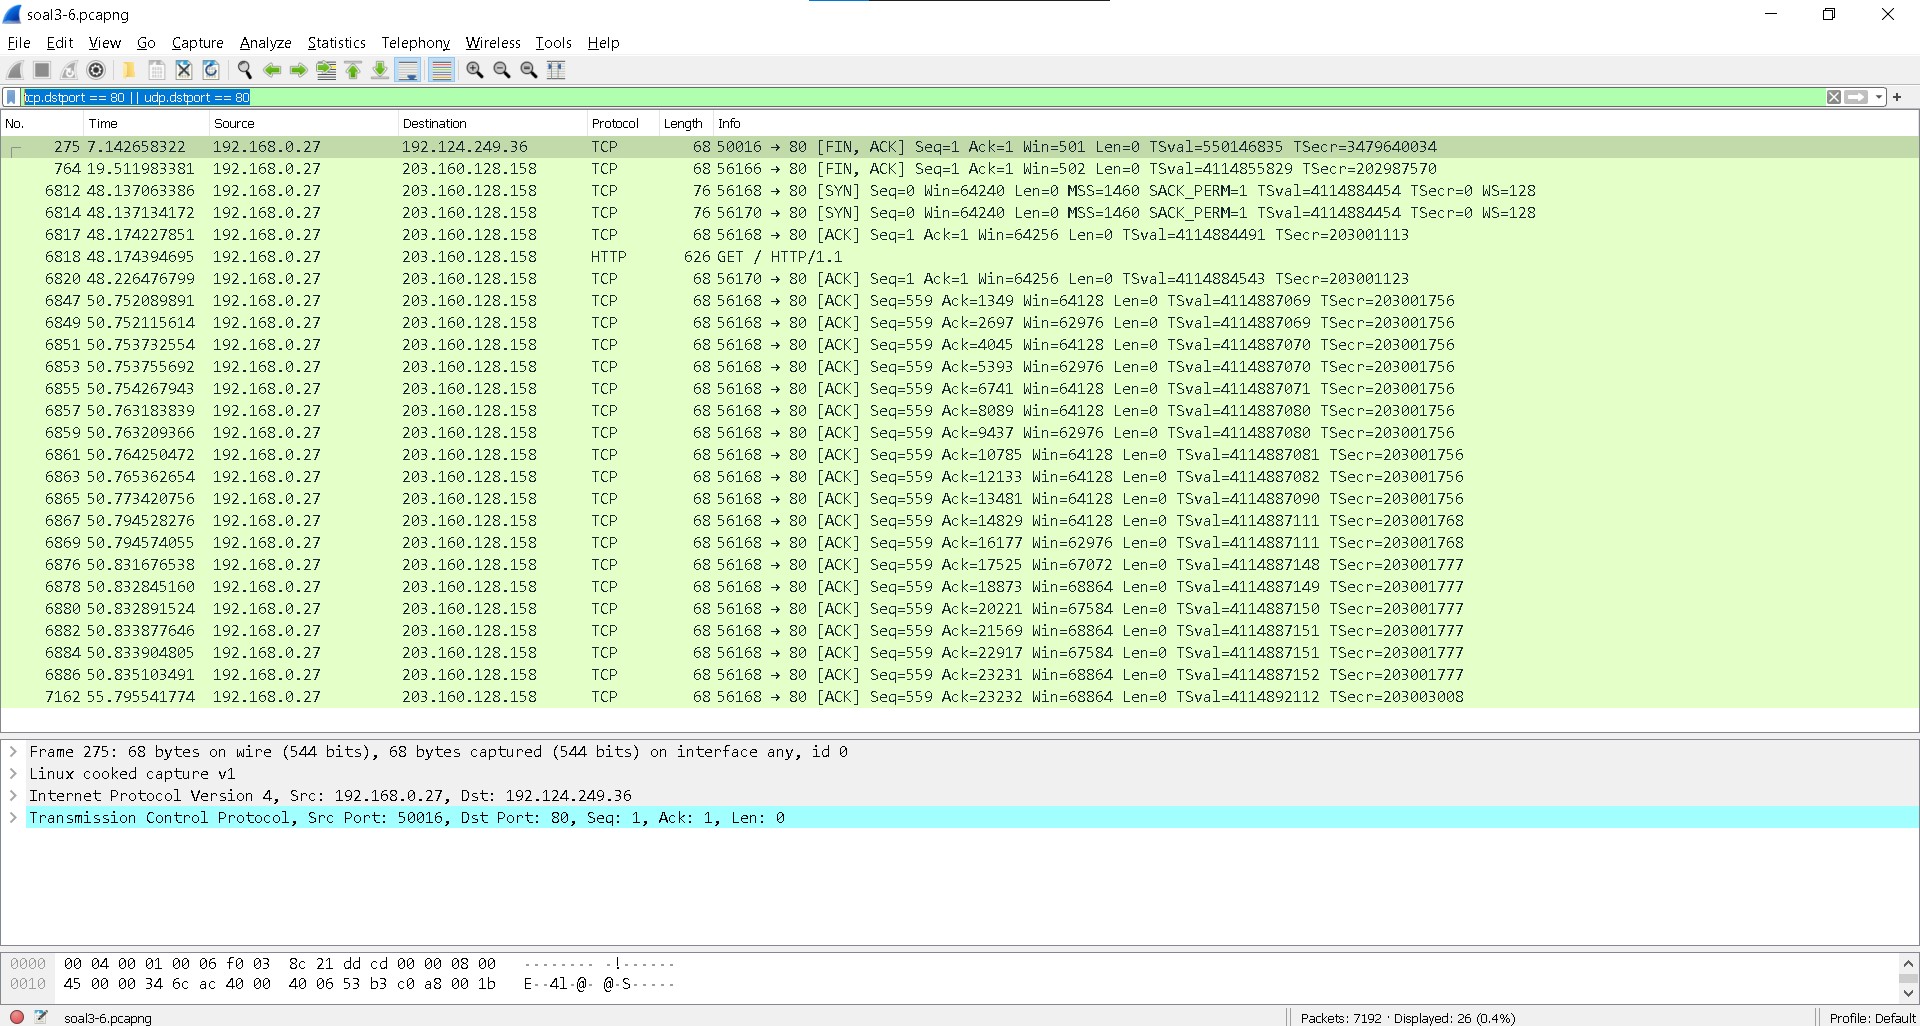 soal3-6.pcapng
File Edit View Go Capture Analyze Statistics Telephony Wireless Tools Help
tcp.dstport == 80 || udp.dstport == 80
No. Time Source Destination Protocol Length Info
275 7.142658322 192.168.0.27 192.124.249.36 TCP 68 50016 → 80 [FIN, ACK] Seq=1 Ack=1 Win=501 Len=0 TSval=550146835 TSecr=3479640034
764 19.511983381 192.168.0.27 203.160.128.158 TCP 68 56166 → 80 [FIN, ACK] Seq=1 Ack=1 Win=502 Len=0 TSval=4114855829 TSecr=202987570
6812 48.137063386 192.168.0.27 203.160.128.158 TCP 76 56168 → 80 [SYN] Seq=0 Win=64240 Len=0 MSS=1460 SACK_PERM=1 TSval=4114884454 TSecr=0 WS=128
6814 48.137134172 192.168.0.27 203.160.128.158 TCP 76 56170 → 80 [SYN] Seq=0 Win=64240 Len=0 MSS=1460 SACK_PERM=1 TSval=4114884454 TSecr=0 WS=128
6817 48.174227851 192.168.0.27 203.160.128.158 TCP 68 56168 → 80 [ACK] Seq=1 Ack=1 Win=64256 Len=0 TSval=4114884491 TSecr=203001113
6818 48.174394695 192.168.0.27 203.160.128.158 HTTP 626 GET / HTTP/1.1
6820 48.226476799 192.168.0.27 203.160.128.158 TCP 68 56170 → 80 [ACK] Seq=1 Ack=1 Win=64256 Len=0 TSval=4114884543 TSecr=203001123
6847 50.752089891 192.168.0.27 203.160.128.158 TCP 68 56168 → 80 [ACK] Seq=559 Ack=1349 Win=64128 Len=0 TSval=4114887069 TSecr=203001756
6849 50.752115614 192.168.0.27 203.160.128.158 TCP 68 56168 → 80 [ACK] Seq=559 Ack=2697 Win=62976 Len=0 TSval=4114887069 TSecr=203001756
6851 50.753732554 192.168.0.27 203.160.128.158 TCP 68 56168 → 80 [ACK] Seq=559 Ack=4045 Win=64128 Len=0 TSval=4114887070 TSecr=203001756
6853 50.753755692 192.168.0.27 203.160.128.158 TCP 68 56168 → 80 [ACK] Seq=559 Ack=5393 Win=62976 Len=0 TSval=4114887070 TSecr=203001756
6855 50.754267943 192.168.0.27 203.160.128.158 TCP 68 56168 → 80 [ACK] Seq=559 Ack=6741 Win=64128 Len=0 TSval=4114887071 TSecr=203001756
6857 50.763183839 192.168.0.27 203.160.128.158 TCP 68 56168 → 80 [ACK] Seq=559 Ack=8089 Win=64128 Len=0 TSval=4114887080 TSecr=203001756
6859 50.763209366 192.168.0.27 203.160.128.158 TCP 68 56168 → 80 [ACK] Seq=559 Ack=9437 Win=62976 Len=0 TSval=4114887080 TSecr=203001756
6861 50.764250472 192.168.0.27 203.160.128.158 TCP 68 56168 → 80 [ACK] Seq=559 Ack=10785 Win=64128 Len=0 TSval=4114887081 TSecr=203001756
6863 50.765362654 192.168.0.27 203.160.128.158 TCP 68 56168 → 80 [ACK] Seq=559 Ack=12133 Win=64128 Len=0 TSval=4114887082 TSecr=203001756
6865 50.773420756 192.168.0.27 203.160.128.158 TCP 68 56168 → 80 [ACK] Seq=559 Ack=13481 Win=64128 Len=0 TSval=4114887090 TSecr=203001756
6867 50.794528276 192.168.0.27 203.160.128.158 TCP 68 56168 → 80 [ACK] Seq=559 Ack=14829 Win=64128 Len=0 TSval=4114887111 TSecr=203001768
6869 50.794574055 192.168.0.27 203.160.128.158 TCP 68 56168 → 80 [ACK] Seq=559 Ack=16177 Win=62976 Len=0 TSval=4114887111 TSecr=203001768
6876 50.831676538 192.168.0.27 203.160.128.158 TCP 68 56168 → 80 [ACK] Seq=559 Ack=17525 Win=67072 Len=0 TSval=4114887148 TSecr=203001777
6878 50.832845160 192.168.0.27 203.160.128.158 TCP 68 56168 → 80 [ACK] Seq=559 Ack=18873 Win=68864 Len=0 TSval=4114887149 TSecr=203001777
6880 50.832891524 192.168.0.27 203.160.128.158 TCP 68 56168 → 80 [ACK] Seq=559 Ack=20221 Win=67584 Len=0 TSval=4114887150 TSecr=203001777
6882 50.833877646 192.168.0.27 203.160.128.158 TCP 68 56168 → 80 [ACK] Seq=559 Ack=21569 Win=68864 Len=0 TSval=4114887151 TSecr=203001777
6884 50.833904805 192.168.0.27 203.160.128.158 TCP 68 56168 → 80 [ACK] Seq=559 Ack=22917 Win=67584 Len=0 TSval=4114887151 TSecr=203001777
6886 50.835103491 192.168.0.27 203.160.128.158 TCP 68 56168 → 80 [ACK] Seq=559 Ack=23231 Win=68864 Len=0 TSval=4114887152 TSecr=203001777
7162 55.795541774 192.168.0.27 203.160.128.158 TCP 68 56168 → 80 [ACK] Seq=559 Ack=23232 Win=68864 Len=0 TSval=4114892112 TSecr=203003008
Frame 275: 68 bytes on wire (544 bits), 68 bytes captured (544 bits) on interface any, id 0
Linux cooked capture v1
Internet Protocol Version 4, Src: 192.168.0.27, Dst: 192.124.249.36
Transmission Control Protocol, Src Port: 50016, Dst Port: 80, Seq: 1, Ack: 1, Len: 0
0000 00 04 00 01 00 06 f0 03 8c 21 dd cd 00 00 08 00 ········ ·!······
0010 45 00 00 34 6c ac 40 00 40 06 53 b3 c0 a8 00 1b E··4l·@· @·S·····
soal3-6.pcapng Packets: 7192 · Displayed: 26 (0.4%) Profile: Default